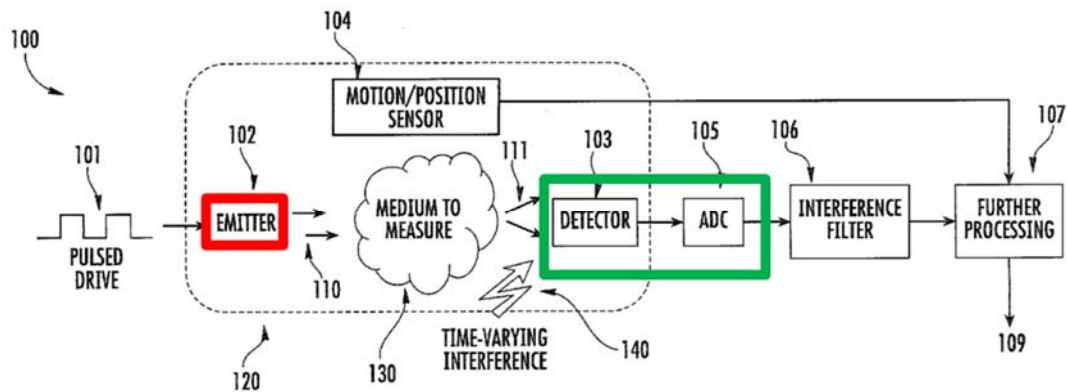 100
104
MOTION/POSITION
SENSOR
102
101
PULSED
DRIVE
EMITTER
110
MEDIUM TO
MEASURE
111
103
DETECTOR
105
ADC
106
INTERFERENCE
FILTER
107
FURTHER
PROCESSING
120
130
TIME-VARYING
INTERFERENCE
140
109